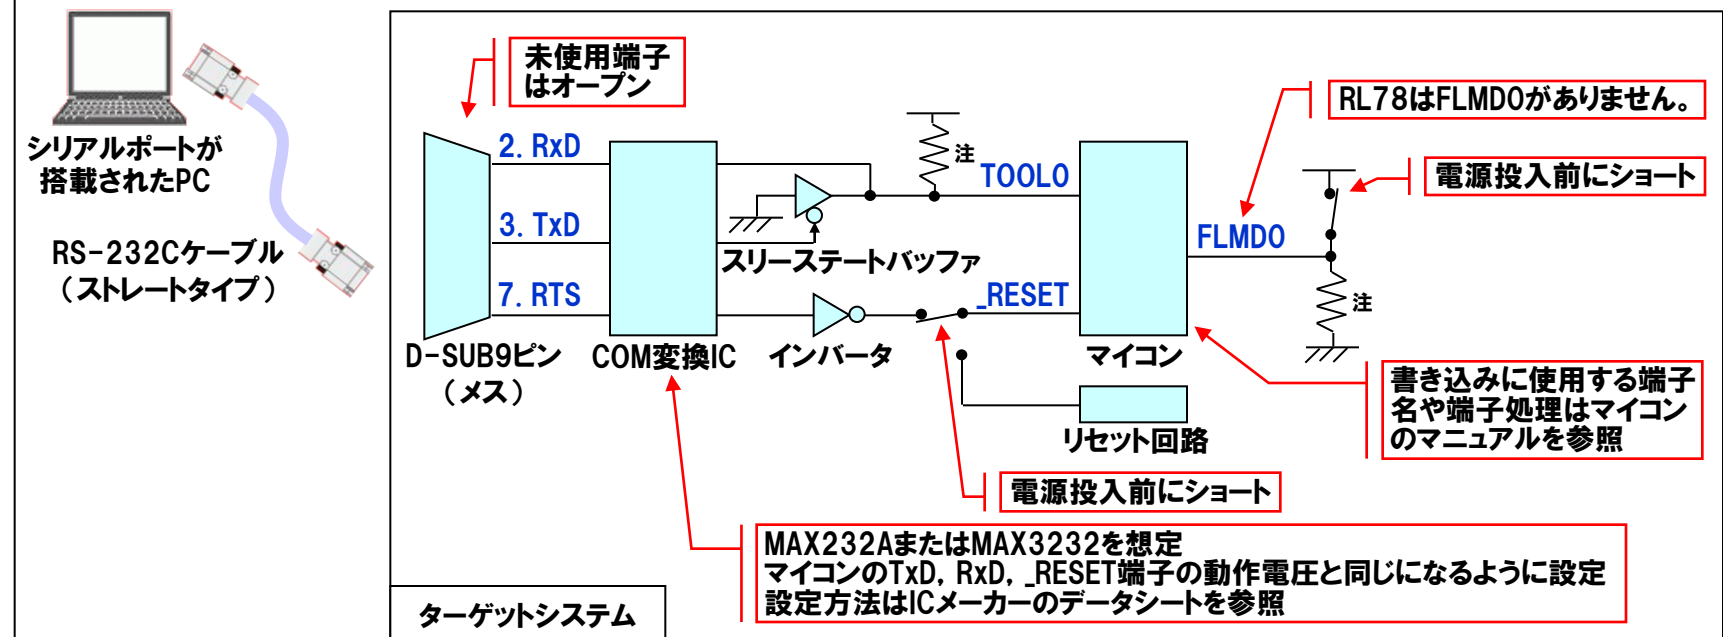 未使用端子
はオープン
RL78はFLMD0がありません。
シリアルポートが
搭載されたPC
2. RxD
注
TOOL0
電源投入前にショート
RS-232Cケーブル
(ストレートタイプ)
3. TxD
スリーステートバッファ
FLMD0
7. RTS
_RESET
注
D-SUB9ピン
(メス)
COM変換IC
インバータ
マイコン
書き込みに使用する端子
名や端子処理はマイコン
のマニュアルを参照
リセット回路
電源投入前にショート
MAX232AまたはMAX3232を想定
マイコンのTxD, RxD, _RESET端子の動作電圧と同じになるように設定
設定方法はICメーカーのデータシートを参照
ターゲットシステム